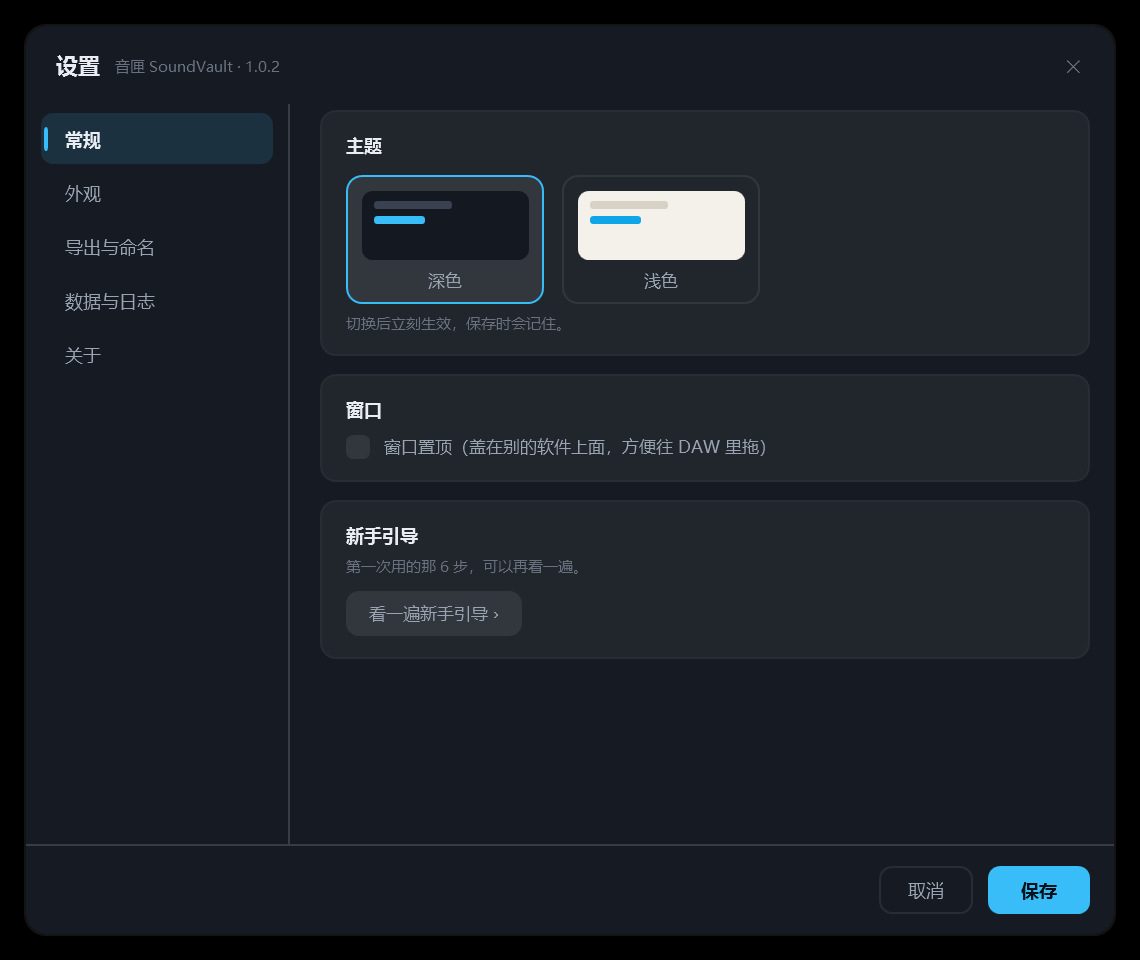 设置 音匣 SoundVault · 1.0.2
常规
外观
导出与命名
数据与日志
关于
主题
深色
浅色
切换后立刻生效，保存时会记住。
窗口
窗口置顶（盖在别的软件上面，方便往 DAW 里拖）
新手引导
第一次用的那 6 步，可以再看一遍。
看一遍新手引导 ›
取消
保存